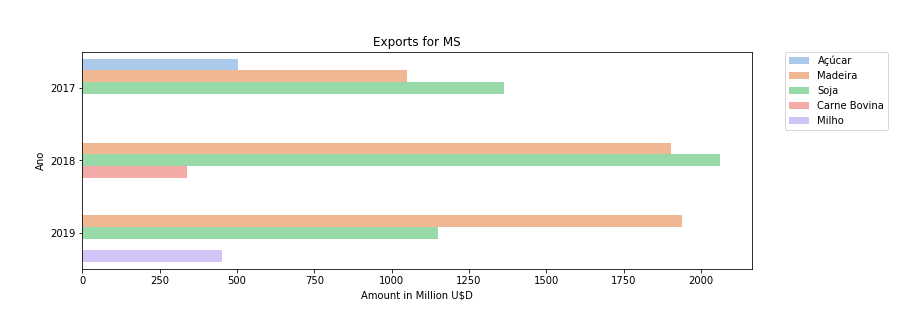 Exports for MS
Açúcar
Madeira
Soja
Carne Bovina
Milho
2017
2018
2019
Ano
0 250 500 750 1000 1250 1500 1750 2000
Amount in Million U$D